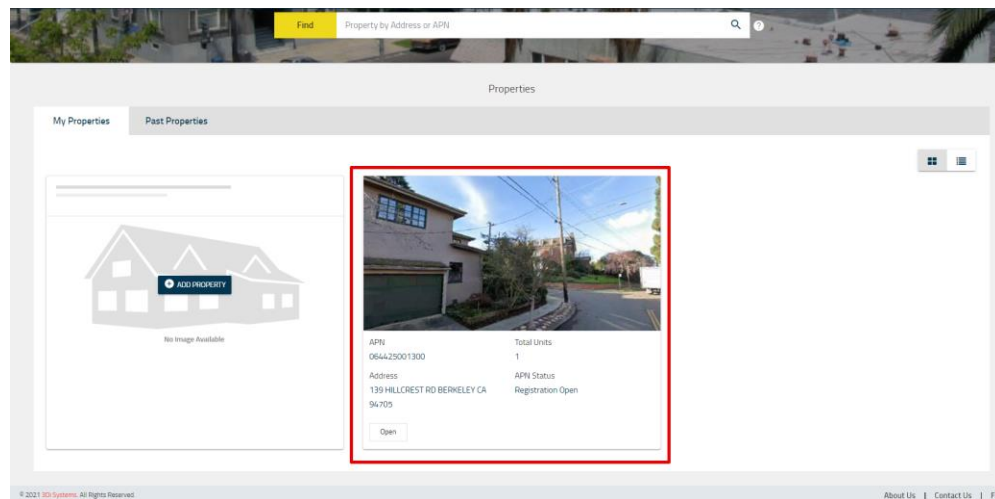 Find Property by Address or APN ?
Properties
My Properties Past Properties
ADD PROPERTY
No Image Available
APN Total Units
064425001300 1
Address APN Status
139 HILLCREST RD BERKELEY CA Registration Open
94705
Open
© 2021 3Di Systems. All Rights Reserved. About Us | Contact Us | F